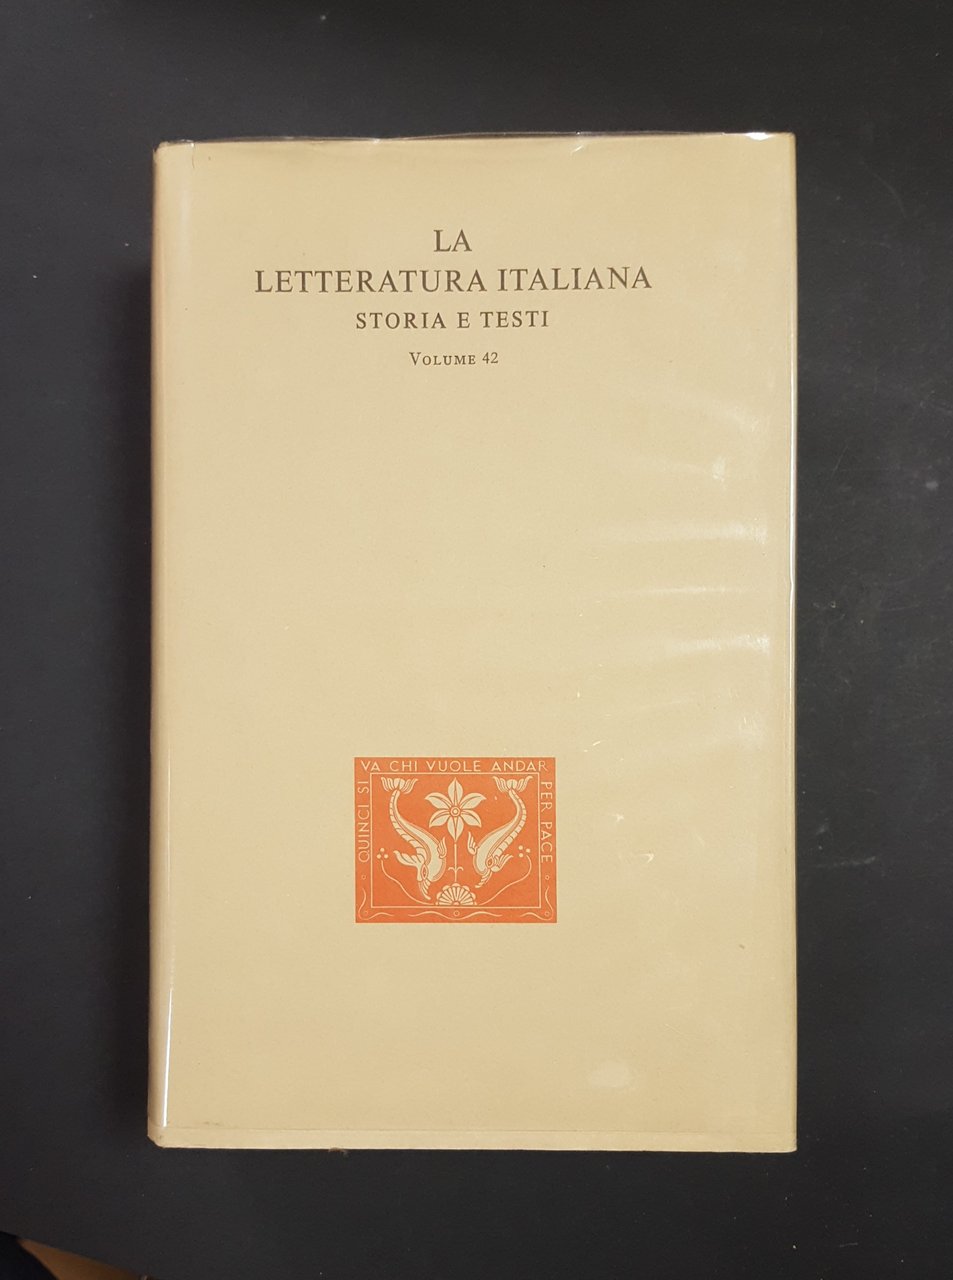 LA
LETTERATURA ITALIANA
STORIA E TESTI
VOLUME 42
QUINCI SI
VA CHI VUOLE ANDAR
PER PACE